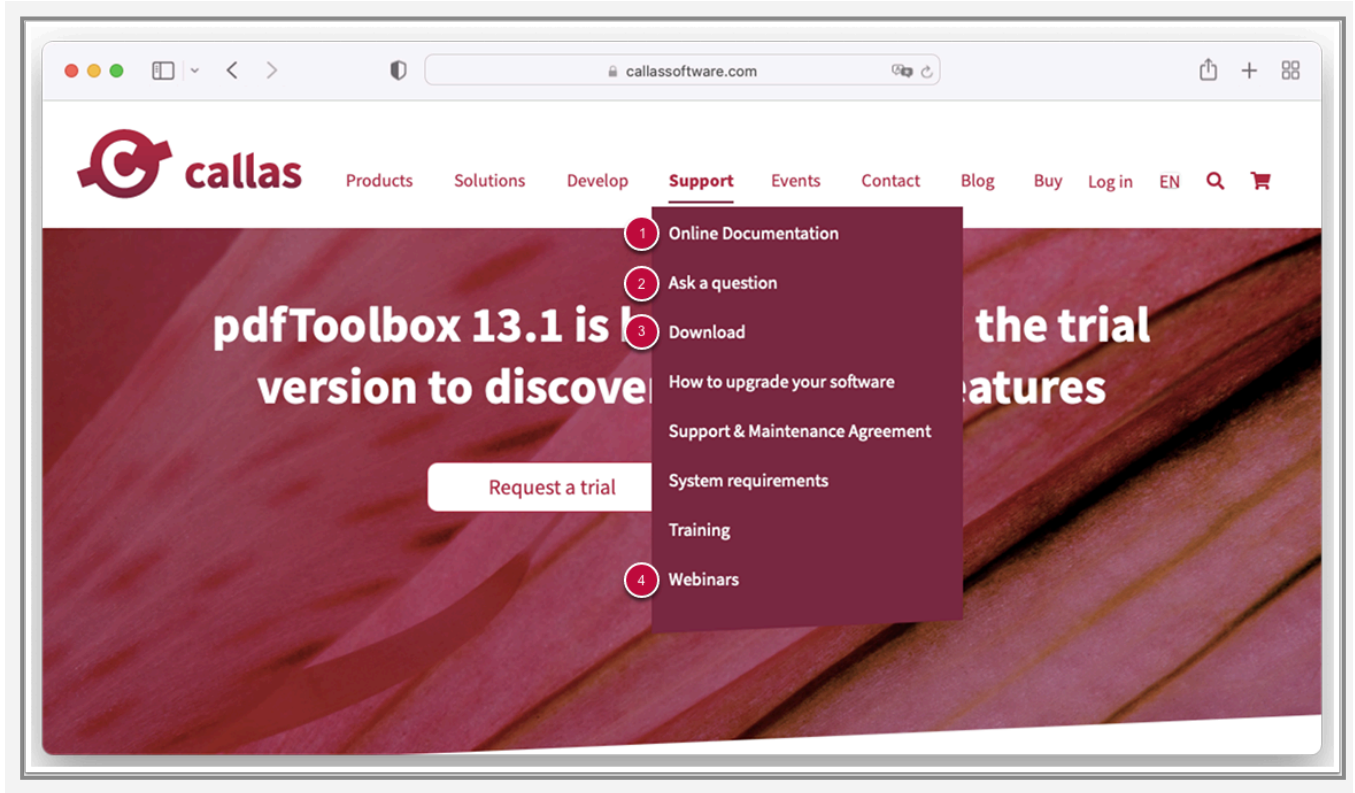 callassoftware.com
callas
Products Solutions Develop Support Events Contact Blog Buy Log in EN
1 Online Documentation
2 Ask a question
pdfToolbox 13.1 is the trial
3 Download
How to upgrade your software
version to
Support & Maintenance Agreement
Request a trial
System requirements
Training
4 Webinars